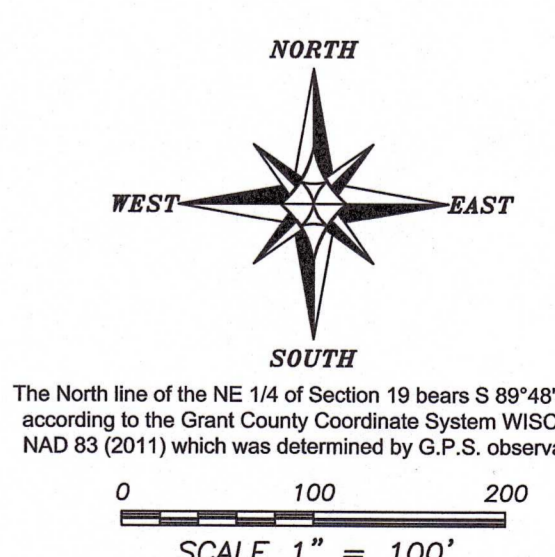 NORTH
WEST EAST
SOUTH
The North line of the NE 1/4 of Section 19 bears S 89°48'
according to the Grant County Coordinate System
NAD 83 (2011) which was determined by G.P.S.
0 100 200
SCALE 1" = 100'